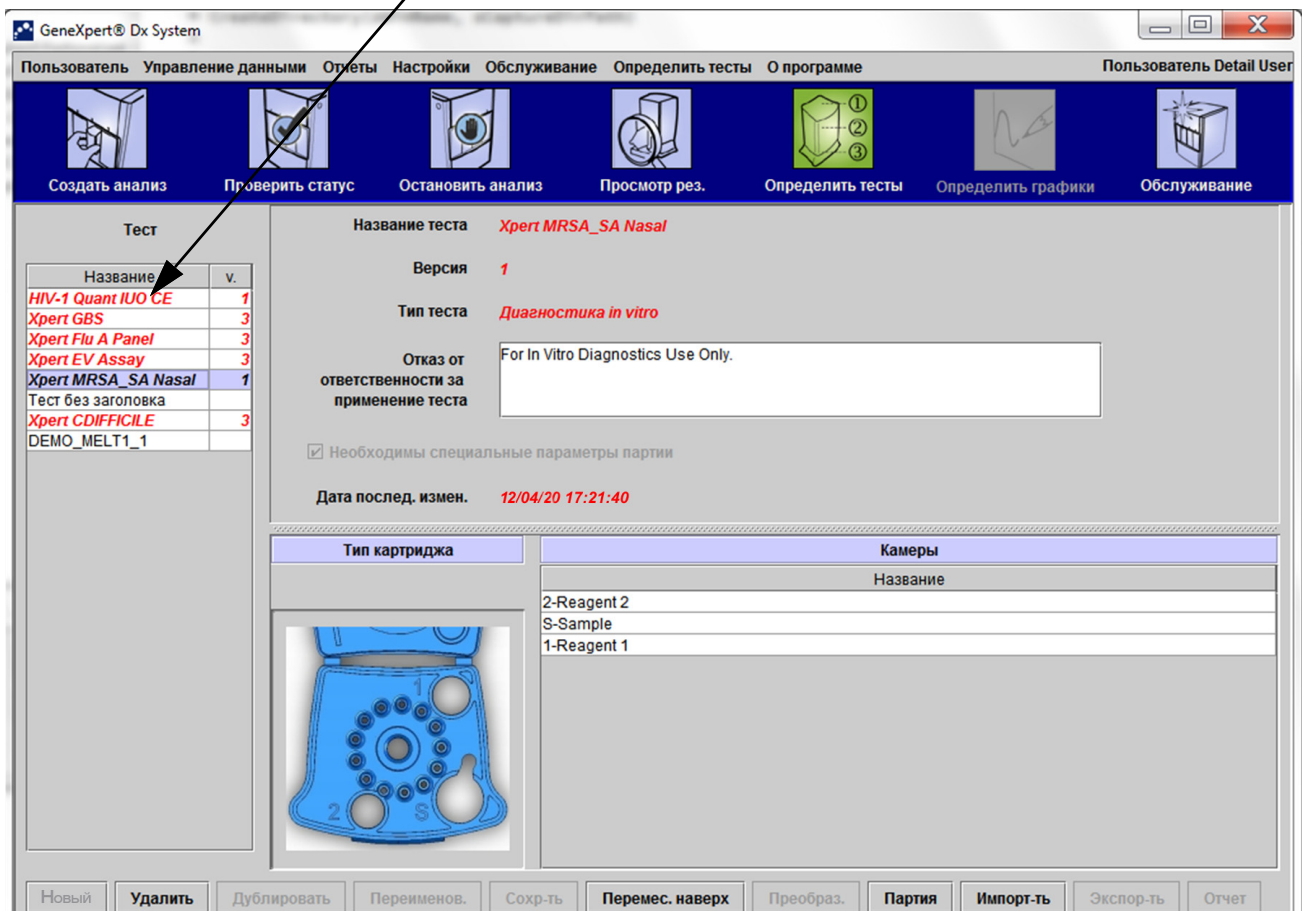 GeneXpert® Dx System
Пользователь Управление данными Отчеты Настройки Обслуживание Определить тесты О программе Пользователь Detail User
1
2
3
Создать анализ Проверить статус Остановить анализ Просмотр рез. Определить тесты Определить графики Обслуживание
Тест
Название v.
HIV-1 Quant IUO CE 1
Xpert GBS 3
Xpert Flu A Panel 3
Xpert EV Assay 3
Xpert MRSA_SA Nasal 1
Тест без заголовка
Xpert CDIFFICILE 3
DEMO_MELT1_1
Название теста Xpert MRSA_SA Nasal
Версия 1
Тип теста Диагностика in vitro
Отказ от
ответственности за
применение теста
For In Vitro Diagnostics Use Only.
Необходимы специальные параметры партии
Дата послед. измен. 12/04/20 17:21:40
Тип картриджа
1
2 S
Камеры
Название
2-Reagent 2
S-Sample
1-Reagent 1
Новый Удалить Дублировать Переименов. Сохр-ть Перемес. наверх Преобраз. Партия Импорт-ть Экспор-ть Отчет